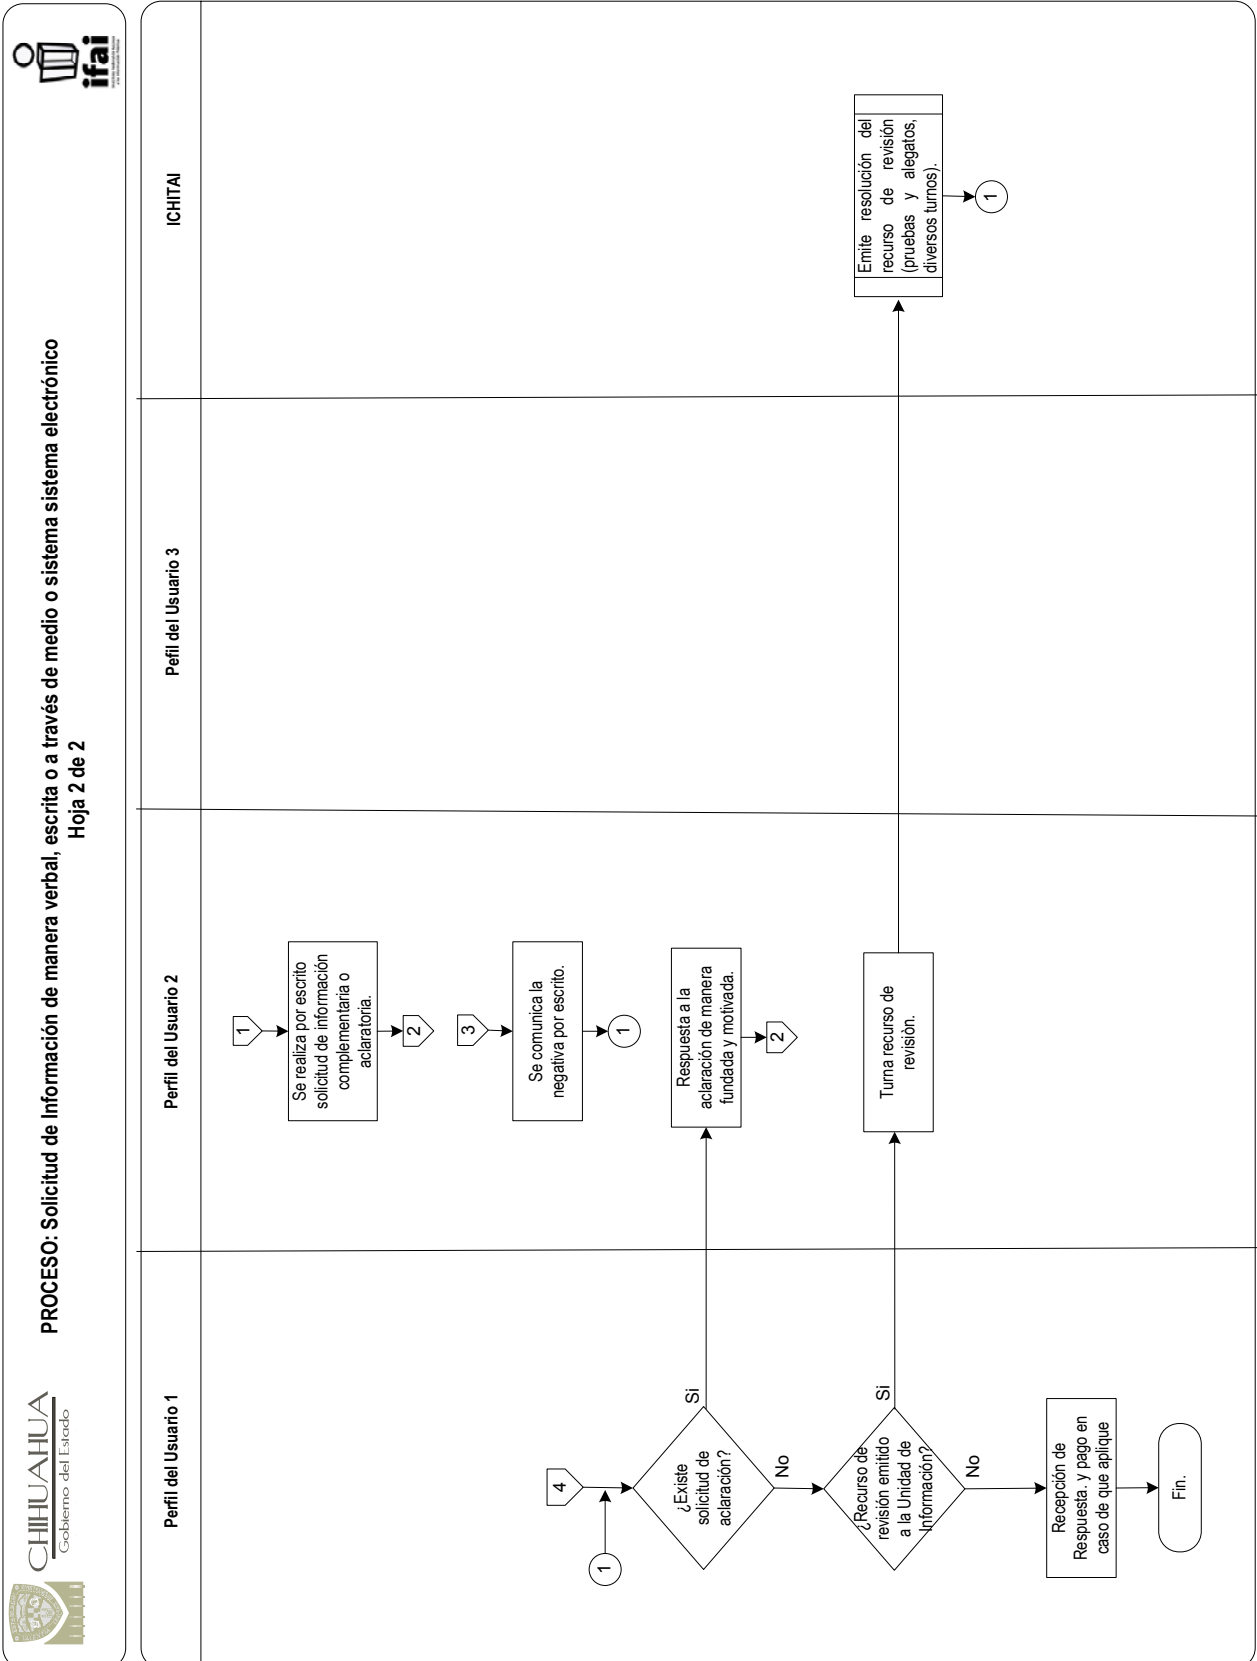 CHIHUAHUA
Gobierno del Estado
PROCESO: Solicitud de Información de manera verbal, escrita o a través de medio o sistema sistema electrónico
Hoja 2 de 2
ifai
Perfil del Usuario 1
Perfil del Usuario 2
Pefil del Usuario 3
ICHITAI
1
Se realiza por escrito
solicitud de información
complementaria o
aclaratoria.
2
3
Se comunica la
negativa por escrito.
1
4
1
¿Existe
solicitud de
aclaración?
Si
No
Respuesta a la
aclaración de manera
fundada y motivada.
2
¿Recurso de
revisión emitido
a la Unidad de
Información?
Si
No
Turna recurso de
revisiòn.
Emite resolución del
recurso de revisión
(pruebas y alegatos,
diversos turnos).
1
Recepción de
Respuesta. y pago en
caso de que aplique
Fin.